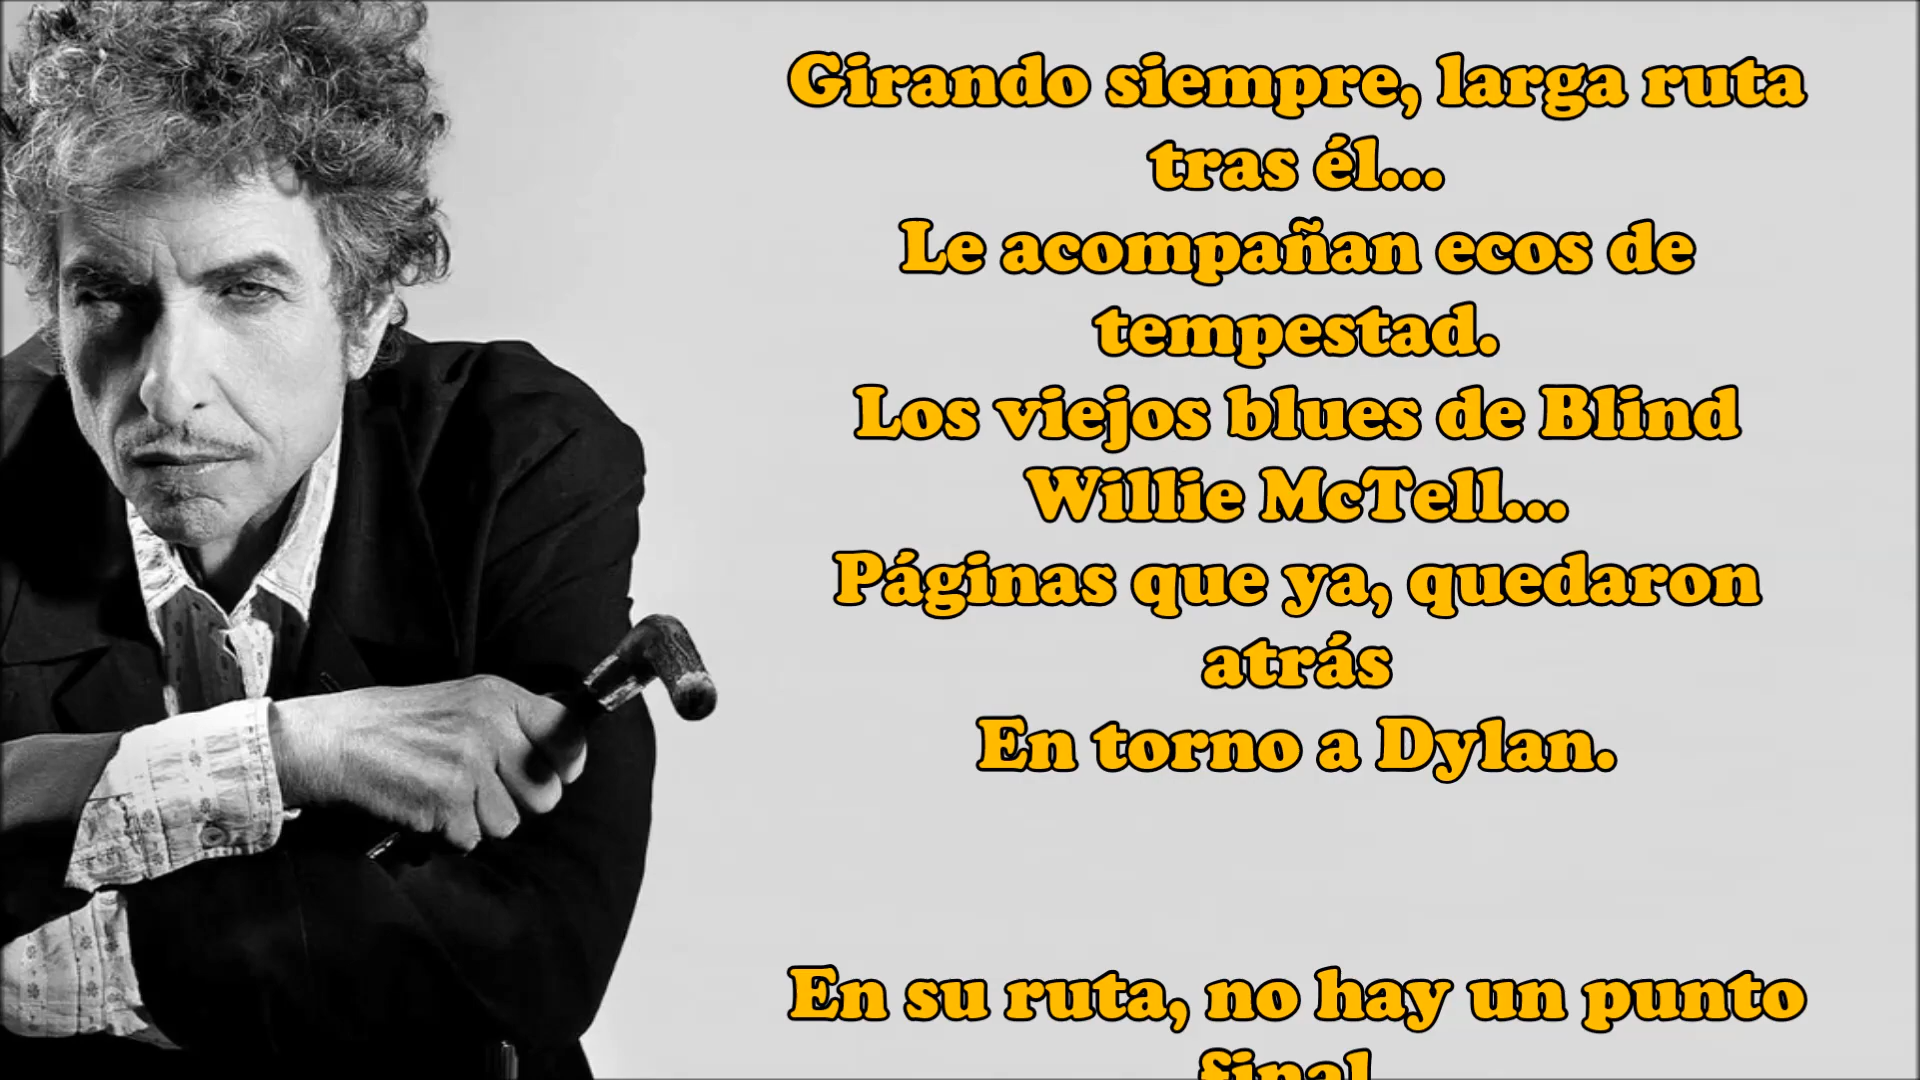 Girando siempre, larga ruta
tras él...
Le acompañan ecos de
tempestad.
Los viejos blues de Blind
Willie McTell...
Páginas que ya, quedaron
atrás
En torno a Dylan.
En su ruta, no hay un punto
final